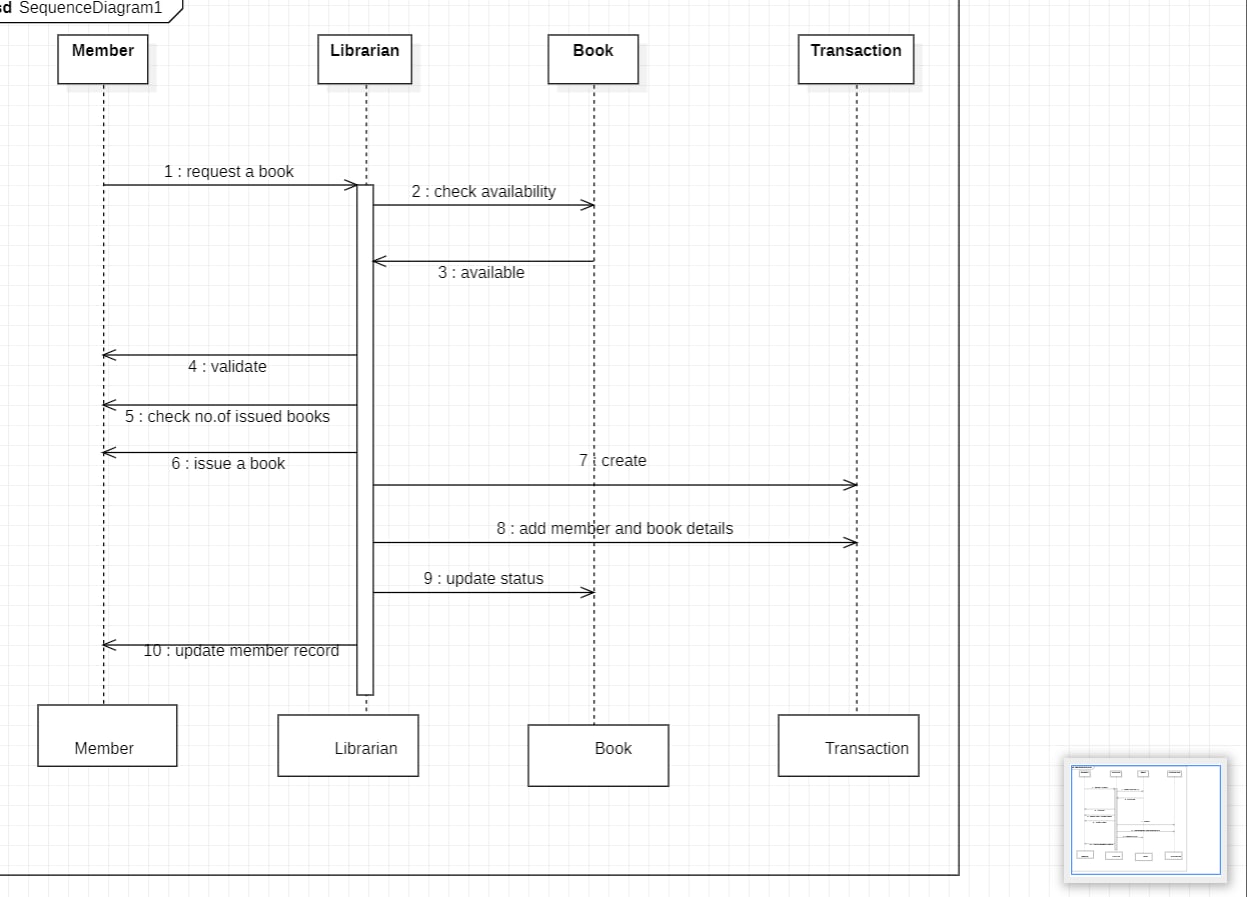 sd SequenceDiagram1
Member
Librarian
Book
Transaction
1 : request a book
2 : check availability
3 : available
4 : validate
5 : check no.of issued books
6 : issue a book
7 : create
8 : add member and book details
9 : update status
10 : update member record
Member
Librarian
Book
Transaction